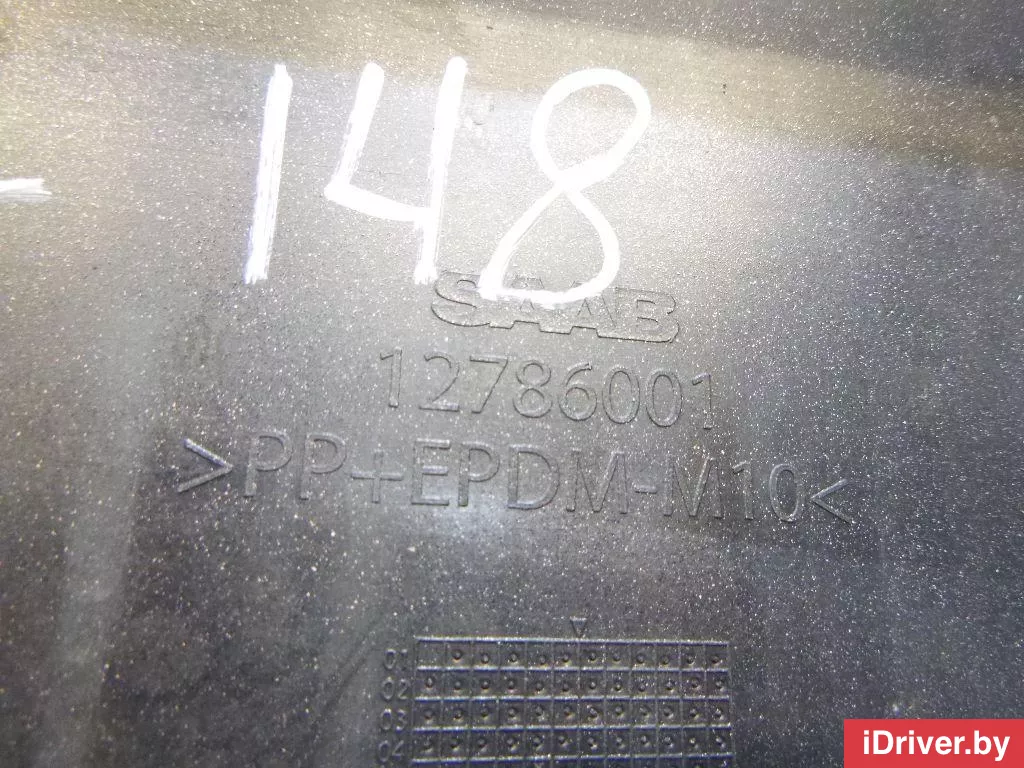 148
SAAB
12786001
>PP+EPDM-M10<
01
02
03
04
iDriver.by